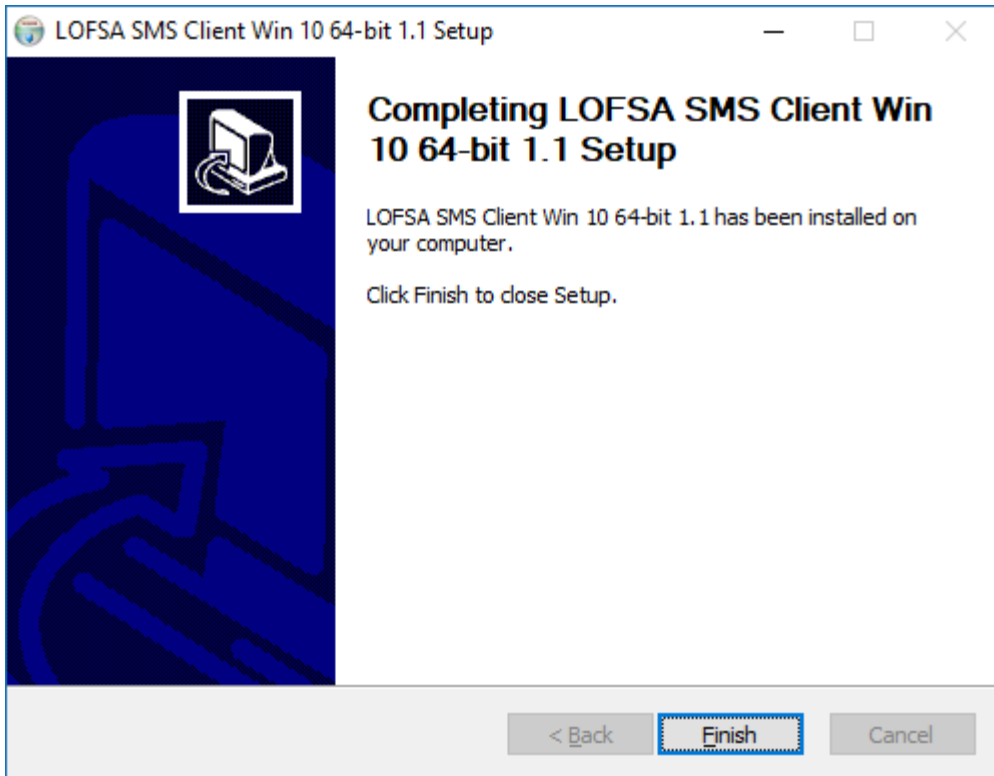 LOFSA SMS Client Win 10 64-bit 1.1 Setup
Completing LOFSA SMS Client Win
10 64-bit 1.1 Setup
LOFSA SMS Client Win 10 64-bit 1.1 has been installed on
your computer.
Click Finish to close Setup.
< Back
Finish
Cancel